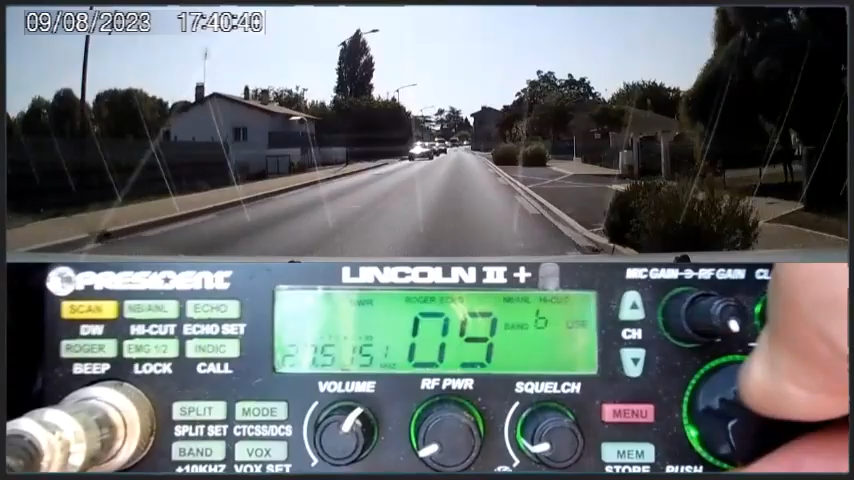 09/08/2023 17:40:40
PRESIDENT LINCOLN II + MIC GAIN RF GAIN CL
SCAN NB/ANL ECHO
DW HI-CUT ECHO SET
ROGER EMG 1/2 INDIC
BEEP LOCK CALL
SWR ROGER ECHO NB/ANL HI-CUT
09 BAND 6 USB
27.5151 MHz
CH
VOLUME RF PWR SQUELCH
SPLIT MODE MENU
SPLIT SET CTCSS/DCS
BAND VOX MEM
+10KHZ VOX SET STORE PUSH